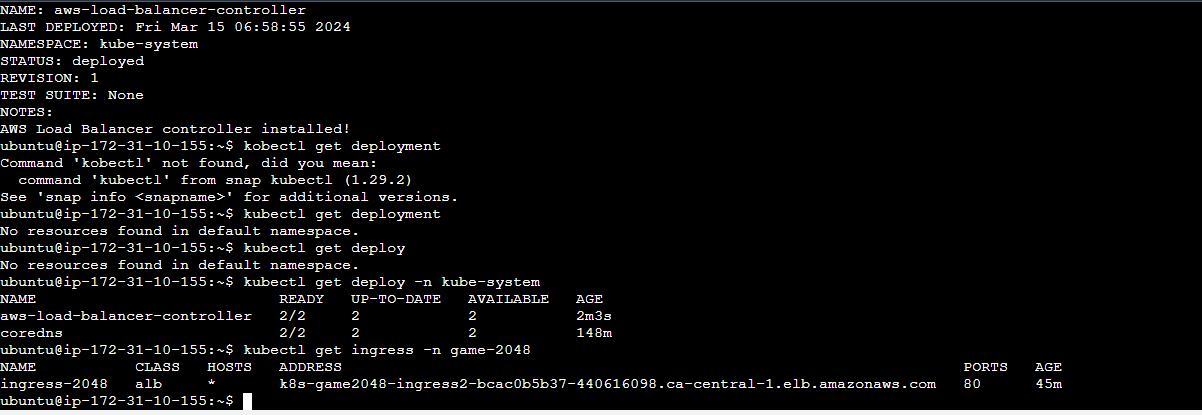 NAME: aws-load-balancer-controller
LAST DEPLOYED: Fri Mar 15 06:58:55 2024
NAMESPACE: kube-system
STATUS: deployed
REVISION: 1
TEST SUITE: None
NOTES:
AWS Load Balancer controller installed!
ubuntu@ip-172-31-10-155:~$ kobectl get deployment
Command 'kobectl' not found, did you mean:
  command 'kubectl' from snap kubectl (1.29.2)
See 'snap info <snapname>' for additional versions.
ubuntu@ip-172-31-10-155:~$ kubectl get deployment
No resources found in default namespace.
ubuntu@ip-172-31-10-155:~$ kubectl get deploy
No resources found in default namespace.
ubuntu@ip-172-31-10-155:~$ kubectl get deploy -n kube-system
NAME                           READY   UP-TO-DATE   AVAILABLE   AGE
aws-load-balancer-controller   2/2     2            2           2m3s
coredns                        2/2     2            2           148m
ubuntu@ip-172-31-10-155:~$ kubectl get ingress -n game-2048
NAME           CLASS   HOSTS   ADDRESS                                                                     PORTS   AGE
ingress-2048   alb     *       k8s-game2048-ingress2-bcac0b5b37-440616098.ca-central-1.elb.amazonaws.com   80      45m
ubuntu@ip-172-31-10-155:~$